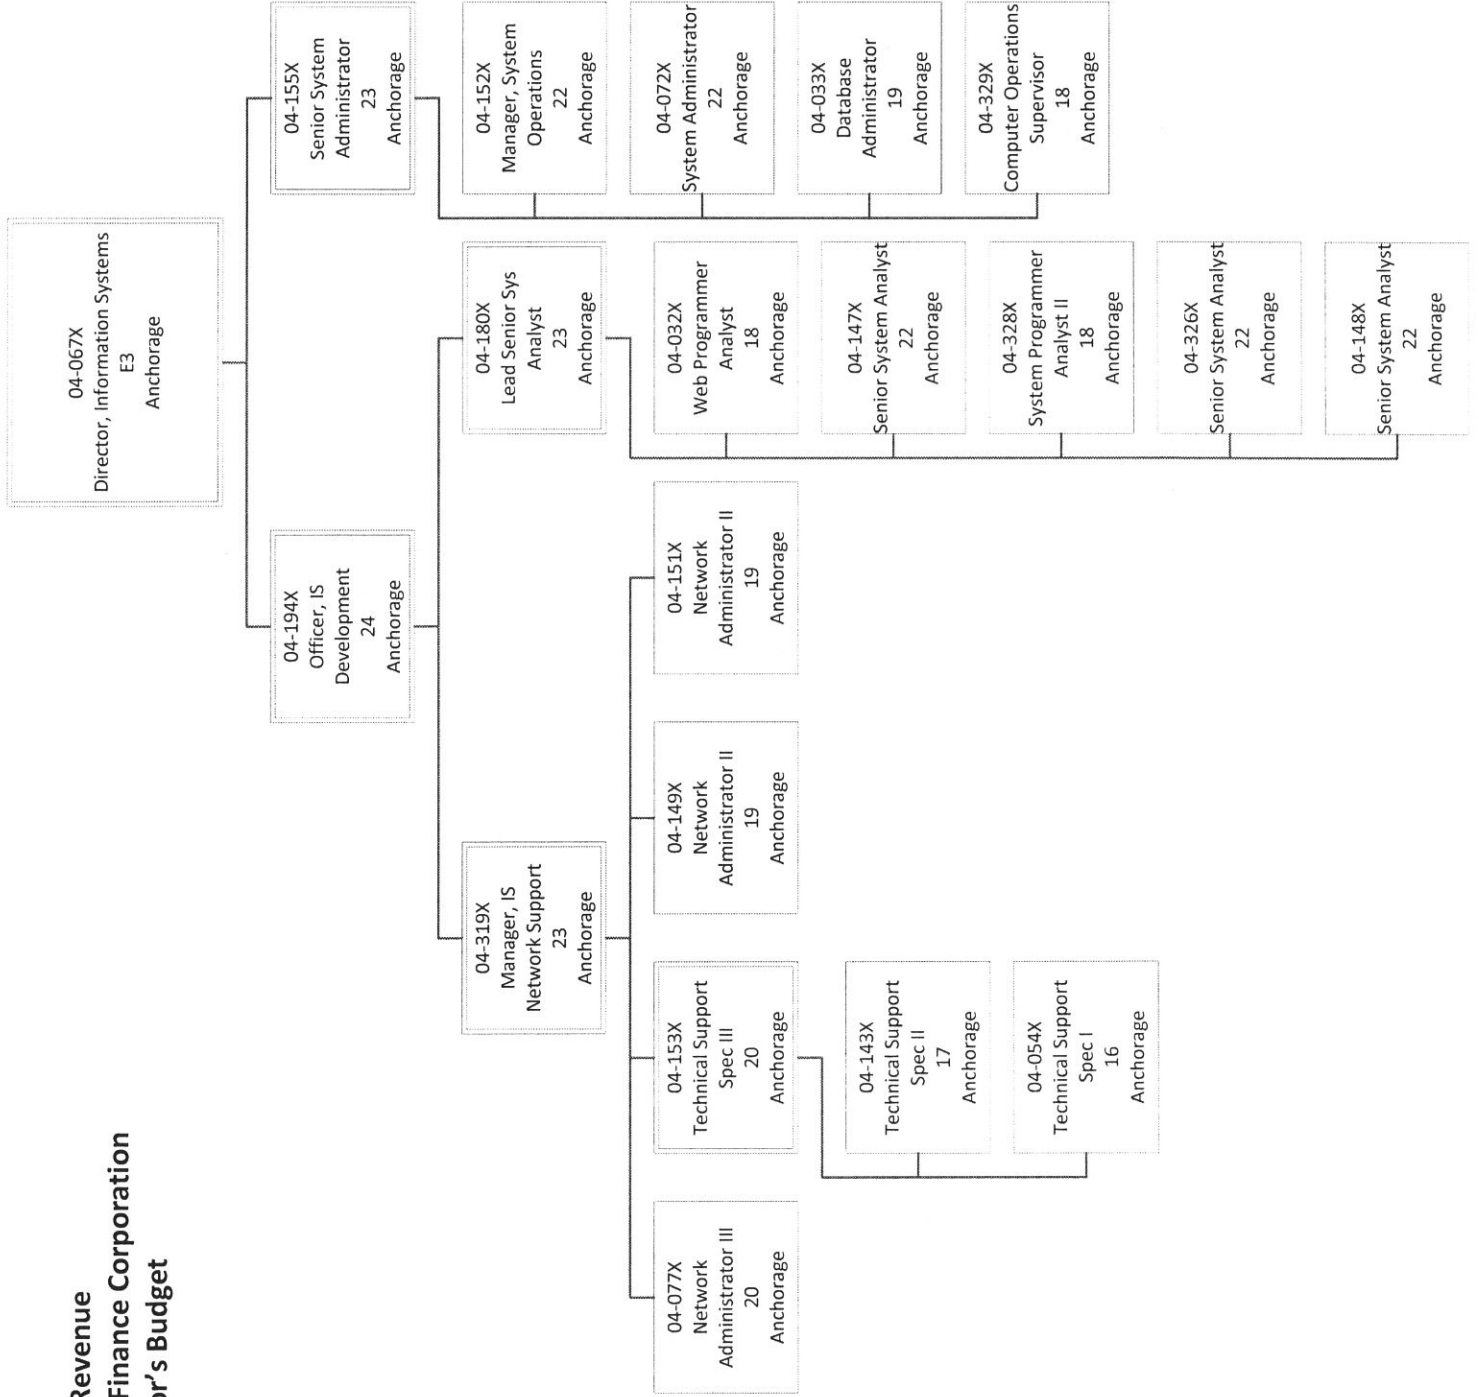 Revenue
Finance Corporation
or's Budget
04-067X
Director, Information Systems
E3
Anchorage
04-194X
Officer, IS
Development
24
Anchorage
04-155X
Senior System
Administrator
23
Anchorage
04-319X
Manager, IS
Network Support
23
Anchorage
04-180X
Lead Senior Sys
Analyst
23
Anchorage
04-152X
Manager, System
Operations
22
Anchorage
04-072X
System Administrator
22
Anchorage
04-033X
Database
Administrator
19
Anchorage
04-329X
Computer Operations
Supervisor
18
Anchorage
04-077X
Network
Administrator III
20
Anchorage
04-153X
Technical Support
Spec III
20
Anchorage
04-149X
Network
Administrator II
19
Anchorage
04-151X
Network
Administrator II
19
Anchorage
04-032X
Web Programmer
Analyst
18
Anchorage
04-147X
Senior System Analyst
22
Anchorage
04-328X
System Programmer
Analyst II
18
Anchorage
04-326X
Senior System Analyst
22
Anchorage
04-148X
Senior System Analyst
22
Anchorage
04-143X
Technical Support
Spec II
17
Anchorage
04-054X
Technical Support
Spec I
16
Anchorage